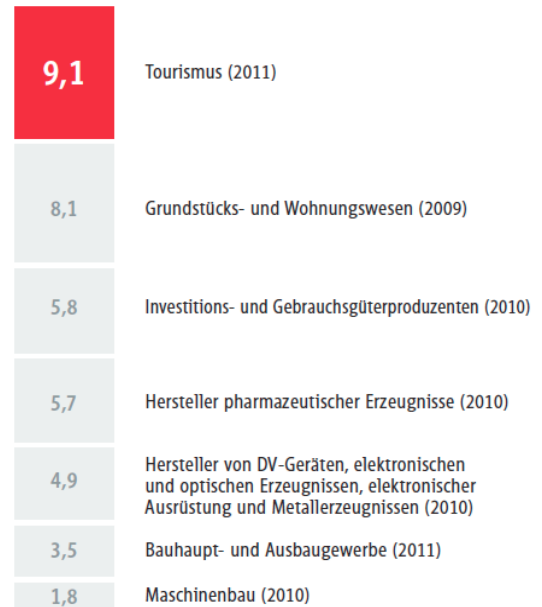 9,1
Tourismus (2011)
8,1
Grundstücks- und Wohnungswesen (2009)
5,8
Investitions- und Gebrauchsgüterproduzenten (2010)
5,7
Hersteller pharmazeutischer Erzeugnisse (2010)
4,9
Hersteller von DV-Geräten, elektronischen
und optischen Erzeugnissen, elektronischer
Ausrüstung und Metallerzeugnissen (2010)
3,5
Bauhaupt- und Ausbaugewerbe (2011)
1,8
Maschinenbau (2010)